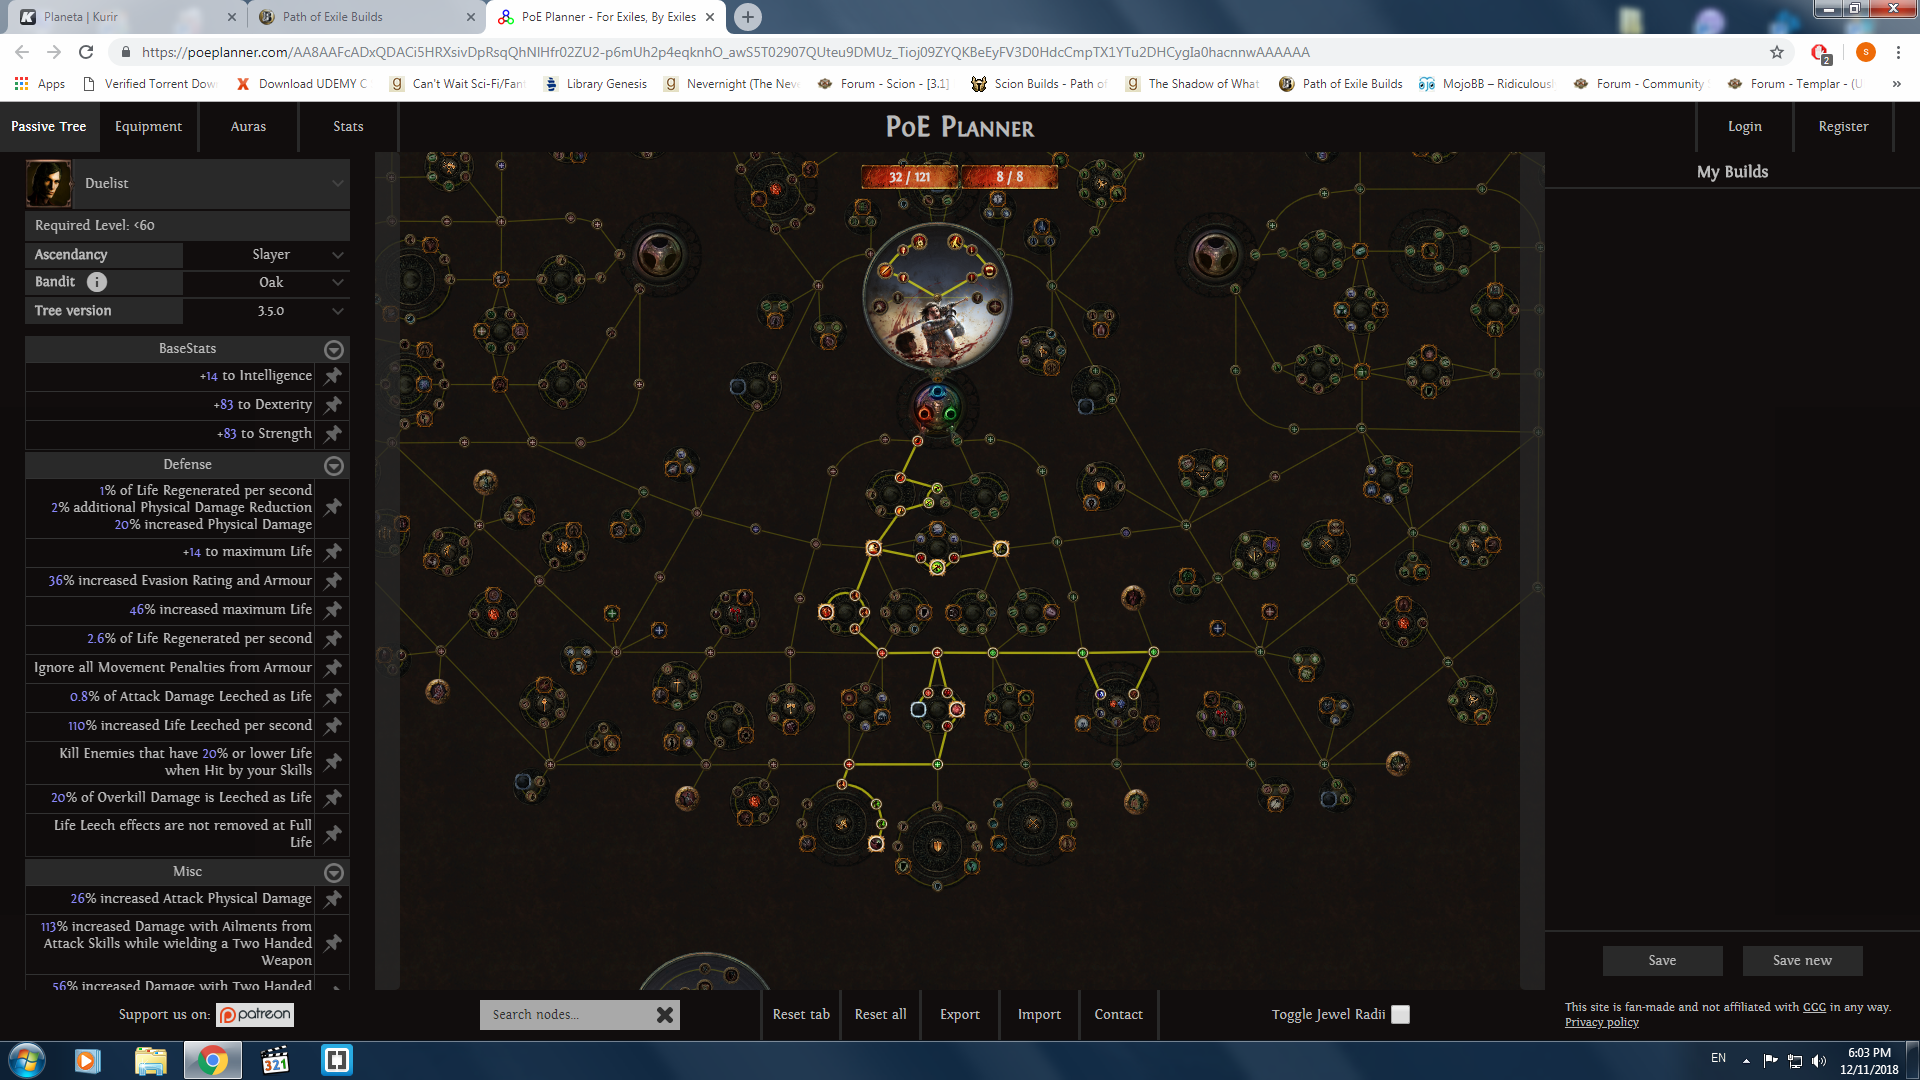 Planeta | Kurir
Path of Exile Builds
PoE Planner - For Exiles, By Exiles
Apps
Verified Torrent Dow
Download UDEMY C
Can't Wait Sci-Fi/Fant
Library Genesis
Nevernight (The Neve
Forum - Scion - [3.1]
Scion Builds - Path of
The Shadow of What
Path of Exile Builds
MojoBB – Ridiculousl
Forum - Community
Forum - Templar - (U
Passive Tree
Equipment
Auras
Stats
PoE Planner
Login
Register
Duelist
Required Level: <60
Ascendancy
Slayer
Bandit
Oak
Tree version
3.5.0
32 / 121
8 / 8
My Builds
BaseStats
+14 to Intelligence
+83 to Dexterity
+83 to Strength
Defense
1% of Life Regenerated per second
2% additional Physical Damage Reduction
20% increased Physical Damage
+14 to maximum Life
36% increased Evasion Rating and Armour
46% increased maximum Life
2.6% of Life Regenerated per second
Ignore all Movement Penalties from Armour
0.8% of Attack Damage Leeched as Life
110% increased Life Leeched per second
Kill Enemies that have 20% or lower Life
when Hit by your Skills
20% of Overkill Damage is Leeched as Life
Life Leech effects are not removed at Full
Life
Misc
26% increased Attack Physical Damage
113% increased Damage with Ailments from
Attack Skills while wielding a Two Handed
Weapon
56% increased Damage with Two Handed
Save
Save new
Support us on:
patreon
Search nodes...
Reset tab
Reset all
Export
Import
Contact
Toggle Jewel Radii
This site is fan-made and not affiliated with GGG in any way.
Privacy policy
EN
6:03 PM
12/11/2018